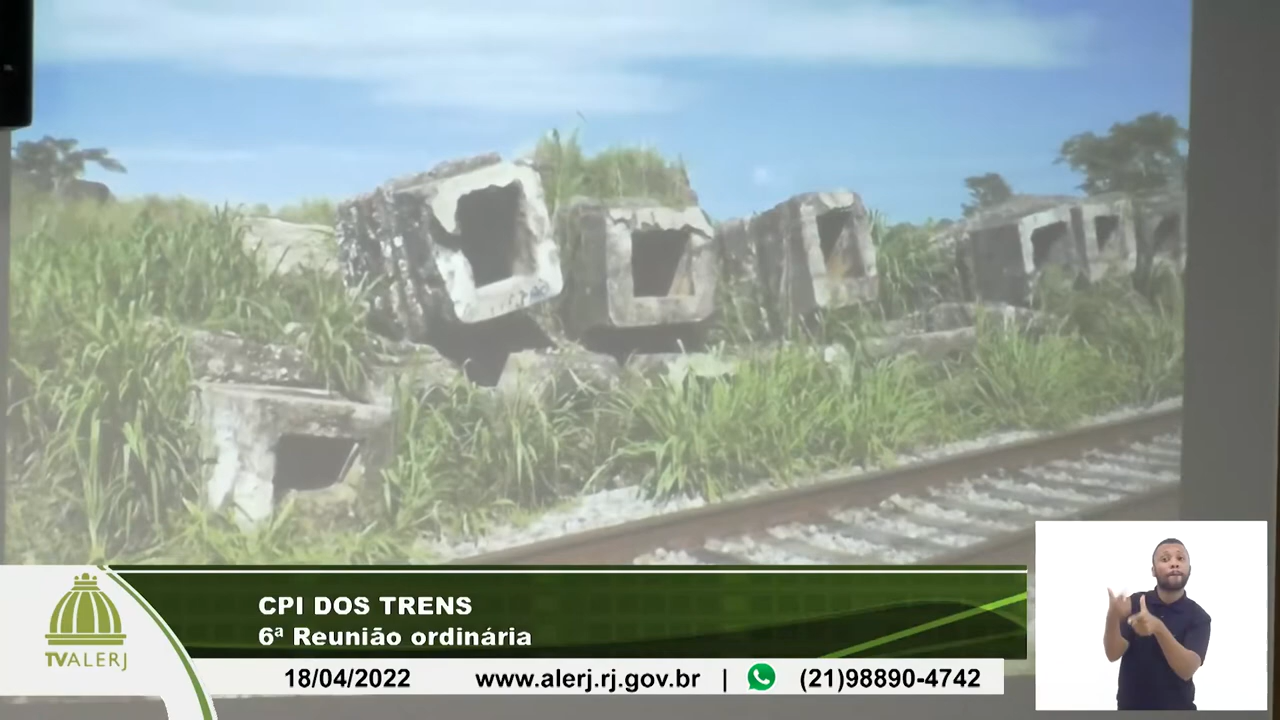 CPI DOS TRENS
6ª Reunião ordinária
TVALERJ
18/04/2022 www.alerj.rj.gov.br | (21)98890-4742